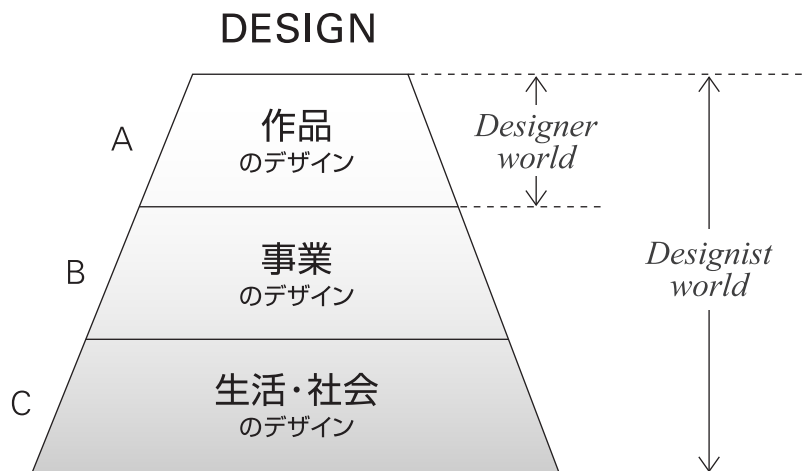 DESIGN
A
作品
のデザイン
Designer
world
B
事業
のデザイン
Designist
world
C
生活・社会
のデザイン